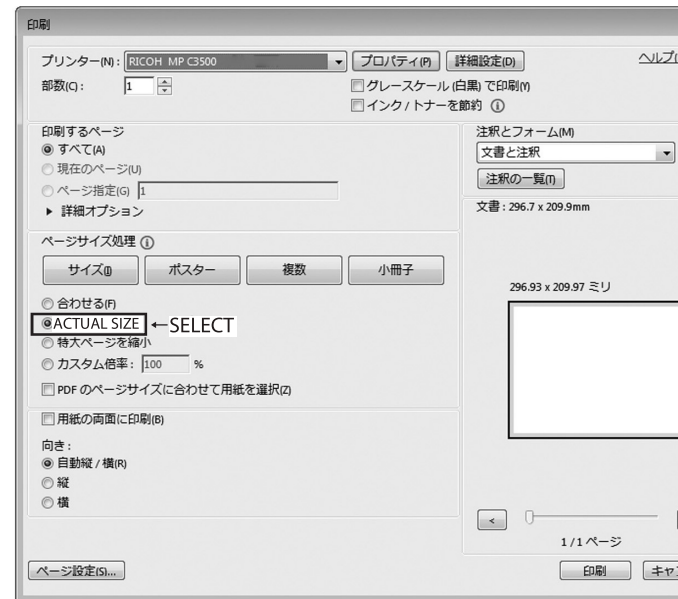 印刷
プリンター(N): RICOH MP C3500 プロパティ(P) 詳細設定(D) ヘルプ(
部数(C): 1 グレースケール (白黒) で印刷(Y)
インク / トナーを節約
印刷するページ
すべて(A)
現在のページ(U)
ページ指定(G) 1
詳細オプション
注釈とフォーム(M)
文書と注釈
注釈の一覧(T)
文書 : 296.7 x 209.9mm
296.93 x 209.97 ミリ
ページサイズ処理
サイズ(I) ポスター 複数 小冊子
合わせる(F)
ACTUAL SIZE ←SELECT
特大ページを縮小
カスタム倍率 : 100 %
PDF のページサイズに合わせて用紙を選択(Z)
用紙の両面に印刷(B)
向き :
自動縦 / 横(R)
縦
横
<
1 / 1 ページ
ページ設定(S)... 印刷 キャ